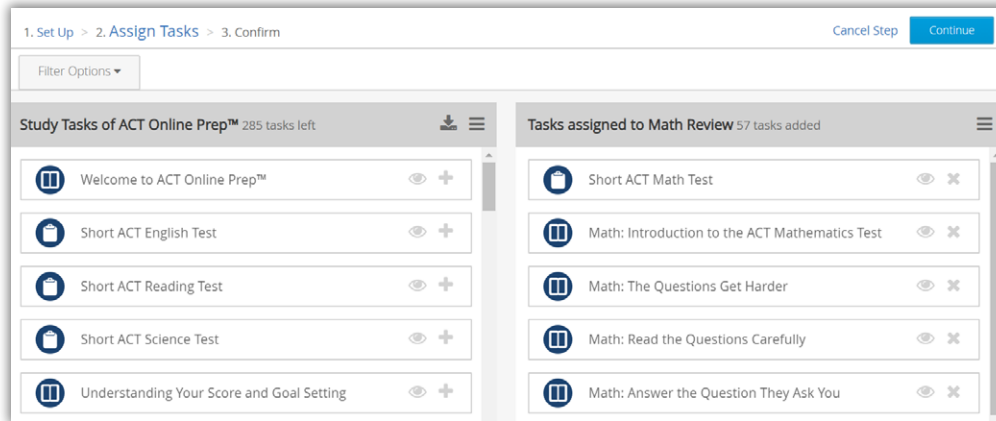 1. Set Up > 2. Assign Tasks > 3. Confirm
Cancel Step
Continue
Filter Options
Study Tasks of ACT Online Prep™ 285 tasks left
Welcome to ACT Online Prep™
Short ACT English Test
Short ACT Reading Test
Short ACT Science Test
Understanding Your Score and Goal Setting
Tasks assigned to Math Review 57 tasks added
Short ACT Math Test
Math: Introduction to the ACT Mathematics Test
Math: The Questions Get Harder
Math: Read the Questions Carefully
Math: Answer the Question They Ask You